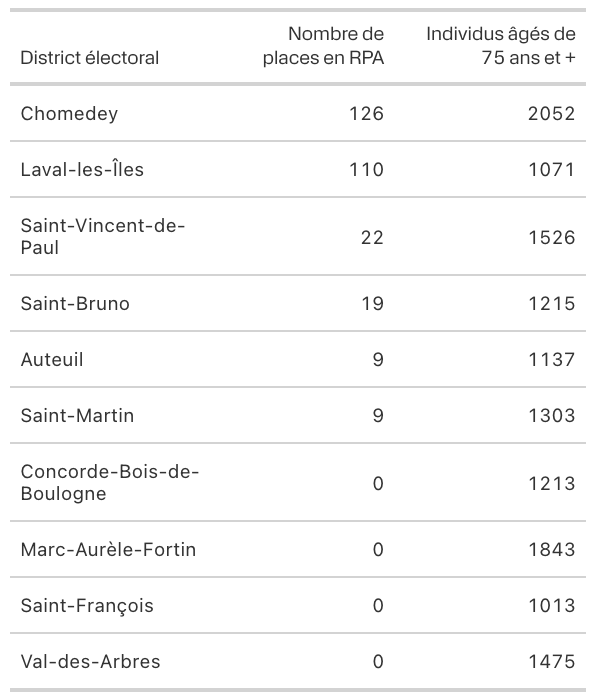 District électoral Nombre de places en RPA Individus âgés de 75 ans et +
Chomedey 126 2052
Laval-les-Îles 110 1071
Saint-Vincent-de-
Paul 22 1526
Saint-Bruno 19 1215
Auteuil 9 1137
Saint-Martin 9 1303
Concorde-Bois-de-
Boulogne 0 1213
Marc-Aurèle-Fortin 0 1843
Saint-François 0 1013
Val-des-Arbres 0 1475